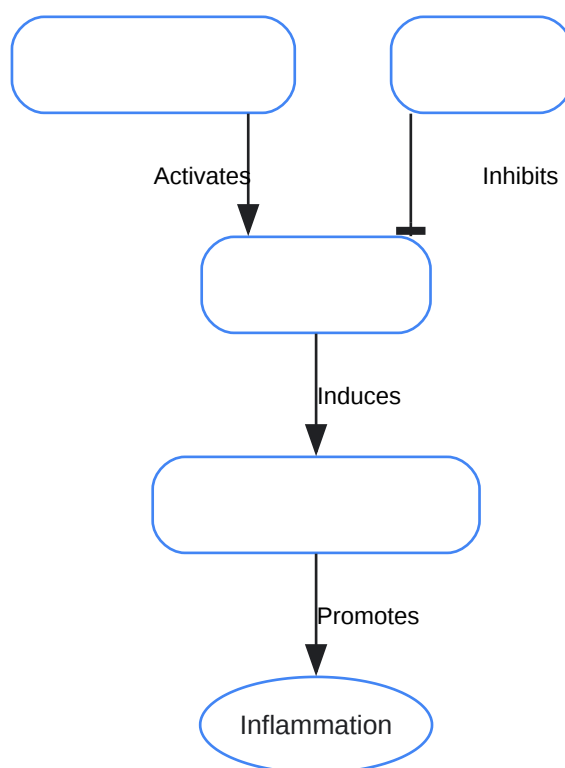 Activates
Inhibits
Induces
Promotes
Inflammation